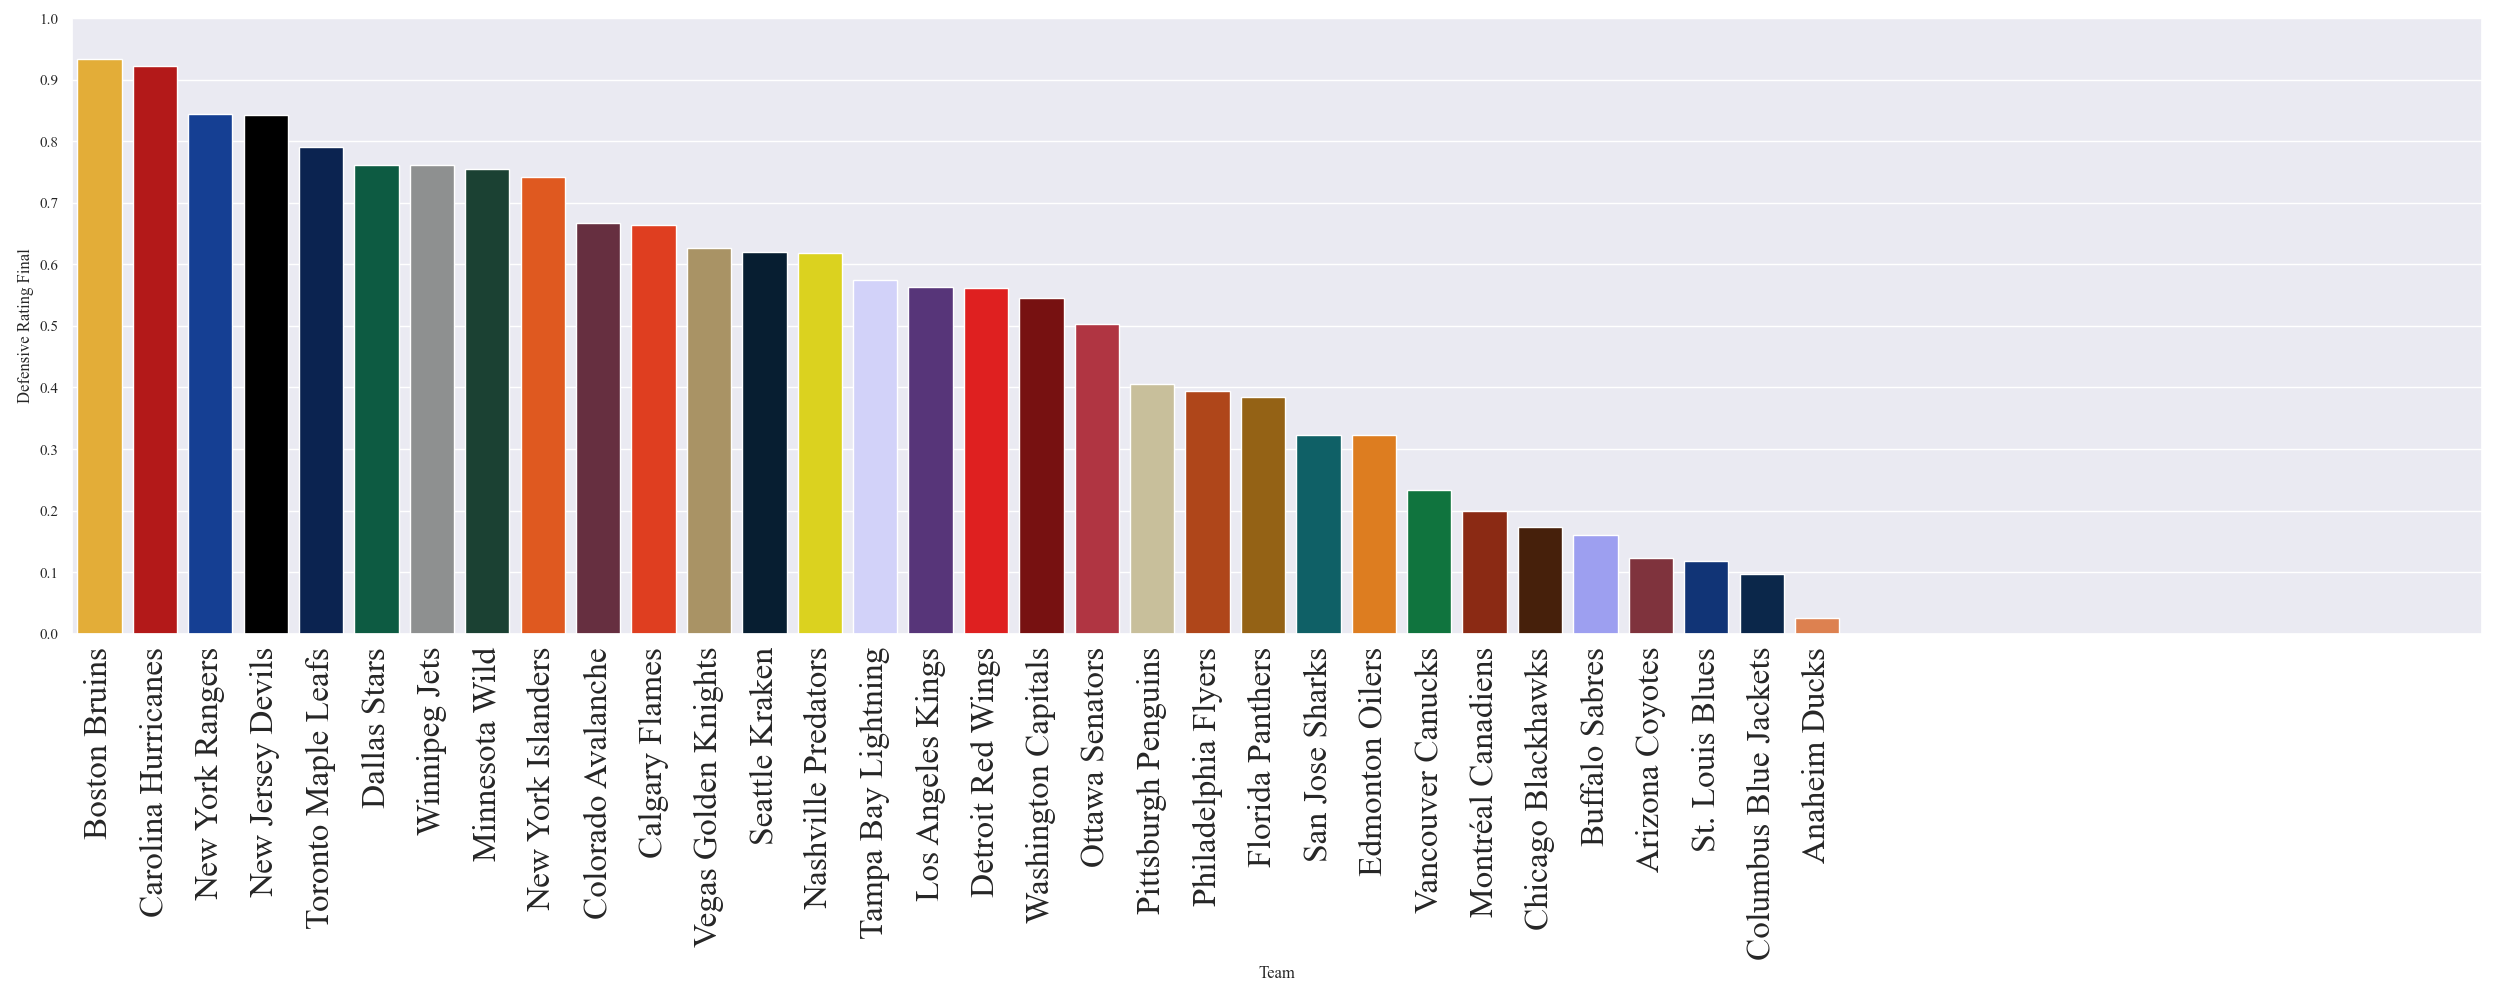 1.0
0.9
0.8
0.7
0.6
0.5
0.4
0.3
0.2
0.1
0.0
Defensive Rating Final
Boston Bruins
Carolina Hurricanes
New York Rangers
New Jersey Devils
Toronto Maple Leafs
Dallas Stars
Winnipeg Jets
Minnesota Wild
New York Islanders
Colorado Avalanche
Calgary Flames
Vegas Golden Knights
Seattle Kraken
Nashville Predators
Tampa Bay Lightning
Los Angeles Kings
Detroit Red Wings
Washington Capitals
Ottawa Senators
Pittsburgh Penguins
Philadelphia Flyers
Florida Panthers
San Jose Sharks
Edmonton Oilers
Vancouver Canucks
Montréal Canadiens
Chicago Blackhawks
Buffalo Sabres
Arizona Coyotes
St. Louis Blues
Columbus Blue Jackets
Anaheim Ducks
Team